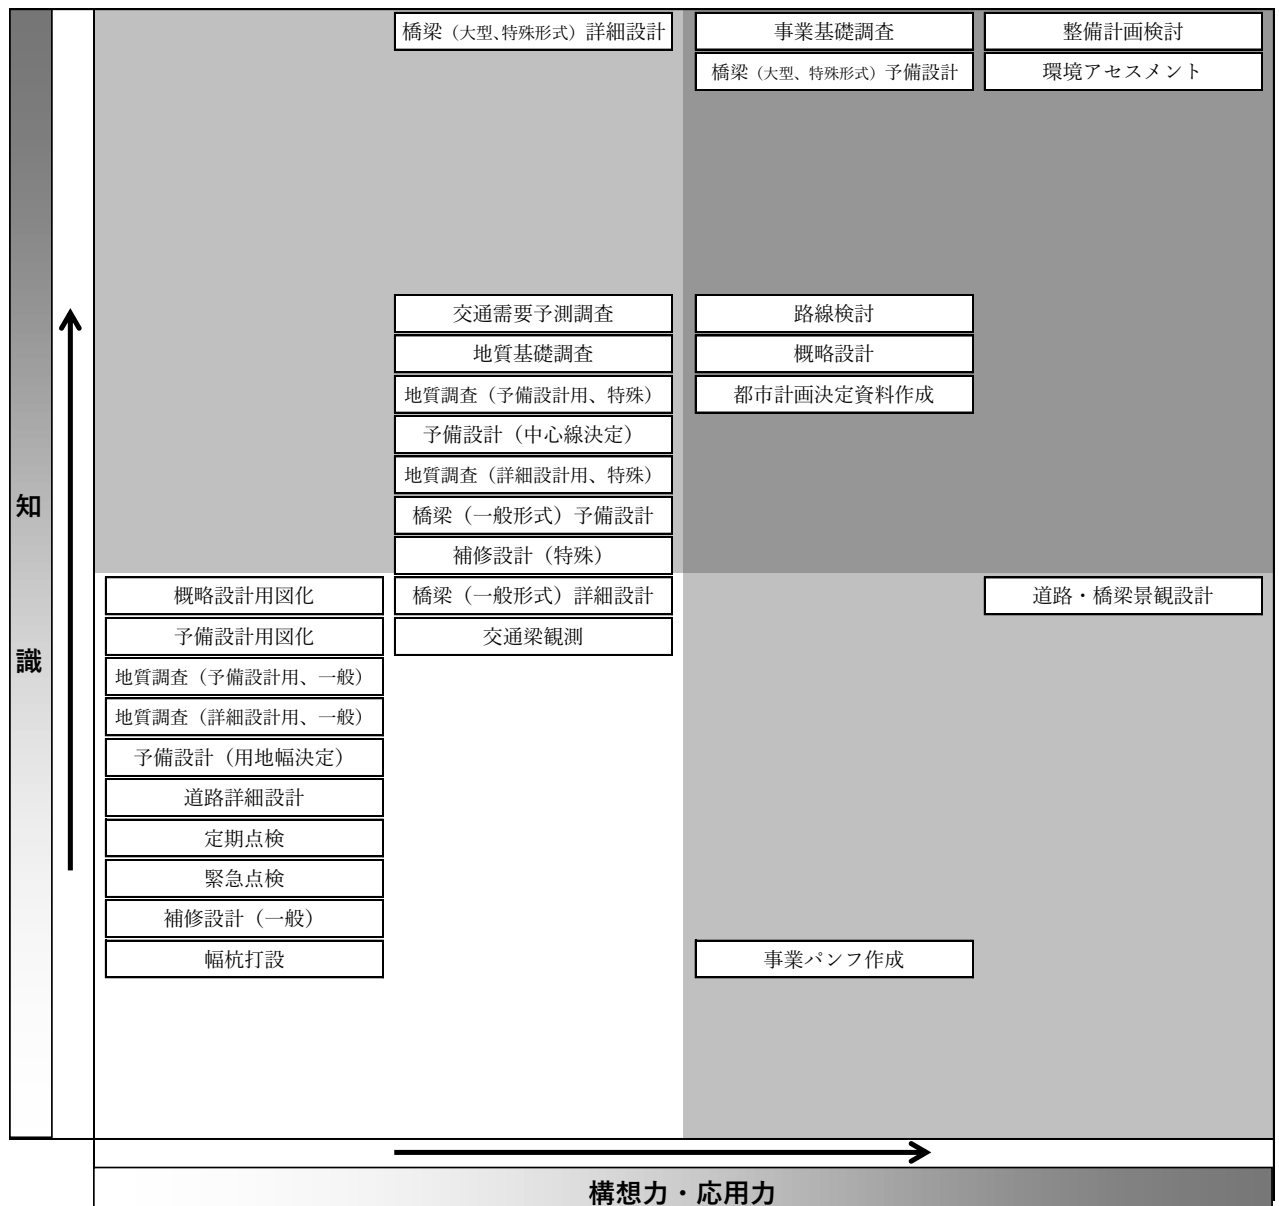 橋梁（大型、特殊形式）詳細設計
事業基礎調査
整備計画検討
橋梁（大型、特殊形式）予備設計
環境アセスメント
交通需要予測調査
路線検討
地質基礎調査
概略設計
地質調査（予備設計用、特殊）
都市計画決定資料作成
予備設計（中心線決定）
地質調査（詳細設計用、特殊）
橋梁（一般形式）予備設計
補修設計（特殊）
概略設計用図化
橋梁（一般形式）詳細設計
道路・橋梁景観設計
予備設計用図化
交通梁観測
地質調査（予備設計用、一般）
地質調査（詳細設計用、一般）
予備設計（用地幅決定）
道路詳細設計
定期点検
緊急点検
補修設計（一般）
幅杭打設
事業パンフ作成
知識
構想力・応用力